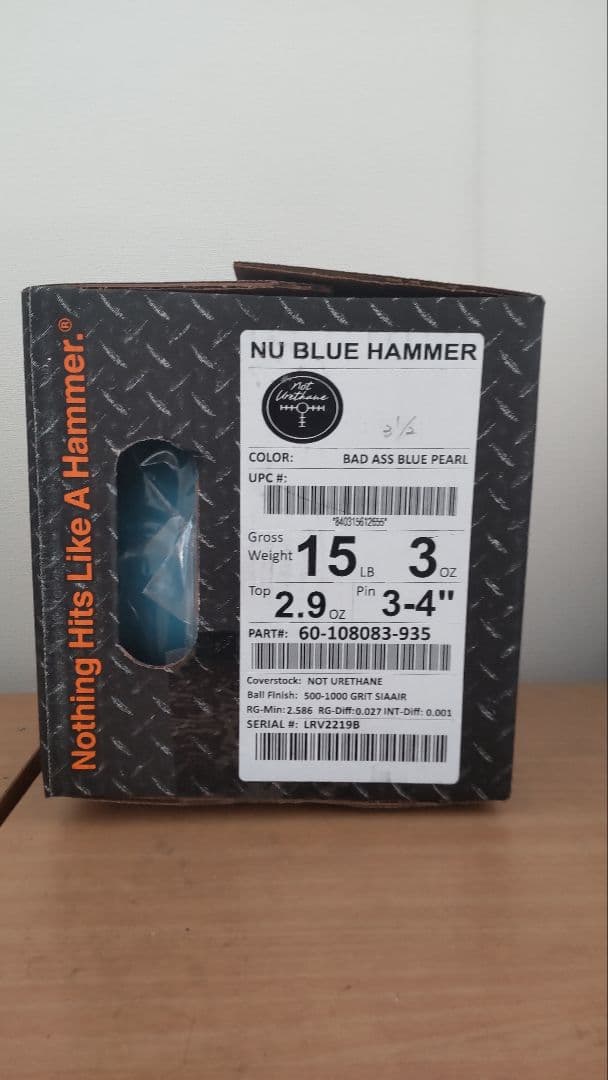 Nothing Hits Like A Hammer.®
NU BLUE HAMMER
Not
Urethane
3 1/2
COLOR: BAD ASS BLUE PEARL
UPC #:
*840315612655*
Gross Weight 15 LB 3 OZ
Top 2.9 OZ Pin 3-4"
PART#: 60-108083-935
Coverstock: NOT URETHANE
Ball Finish: 500-1000 GRIT SIAAIR
RG-Min: 2.586 RG-Diff: 0.027 INT-Diff: 0.001
SERIAL #: LRV2219B